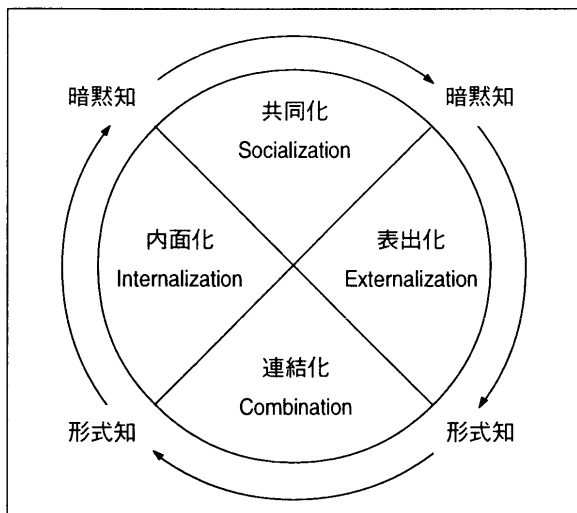 暗黙知
暗黙知
共同化
Socialization
内面化
Internalization
表出化
Externalization
連結化
Combination
形式知
形式知